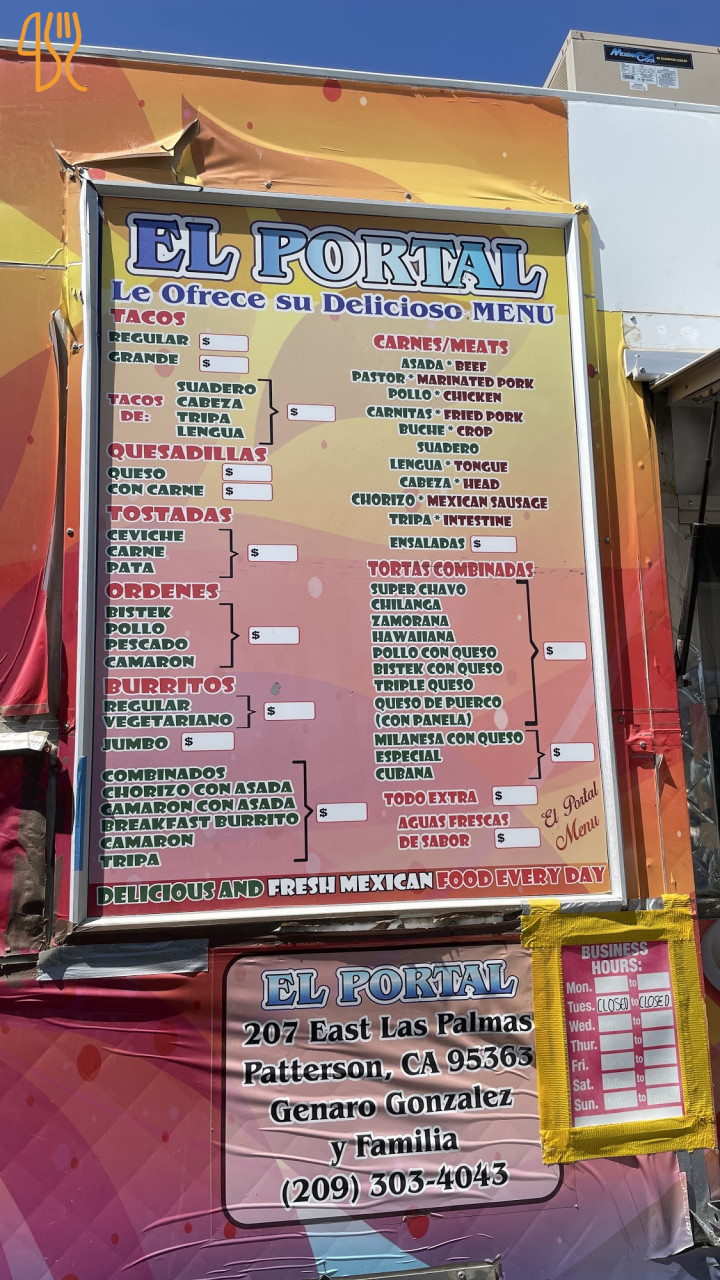 MasterCool
EL PORTAL
Le Ofrece su Delicioso MENU
TACOS
REGULAR $
GRANDE $
TACOS DE:
SUADERO
CABEZA
TRIPA
LENGUA
$
QUESADILLAS
QUESO $
CON CARNE $
TOSTADAS
CEVICHE
CARNE
PATA
$
ORDENES
BISTEK
POLLO
PESCADO
CAMARON
$
BURRITOS
REGULAR
VEGETARIANO
$
JUMBO $
COMBINADOS
CHORIZO CON ASADA
CAMARON CON ASADA
BREAKFAST BURRITO
CAMARON
TRIPA
$
CARNES/MEATS
ASADA * BEEF
PASTOR * MARINATED PORK
POLLO * CHICKEN
CARNITAS * FRIED PORK
BUCHE * CROP
SUADERO
LENGUA * TONGUE
CABEZA * HEAD
CHORIZO * MEXICAN SAUSAGE
TRIPA * INTESTINE
ENSALADAS $
TORTAS COMBINADAS
SUPER CHAVO
CHILANGA
ZAMORANA
HAWAIIANA
POLLO CON QUESO
BISTEK CON QUESO
TRIPLE QUESO
QUESO DE PUERCO
(CON PANELA)
$
MILANESA CON QUESO
ESPECIAL
CUBANA
$
TODO EXTRA $
AGUAS FRESCAS
DE SABOR $
El Portal
Menu
DELICIOUS AND FRESH MEXICAN FOOD EVERY DAY
EL PORTAL
207 East Las Palmas
Patterson, CA 95363
Genaro Gonzalez
y Familia
(209) 303-4043
BUSINESS
HOURS:
Mon. to
Tues. CLOSED to CLOSED
Wed. to
Thur. to
Fri. to
Sat. to
Sun. to